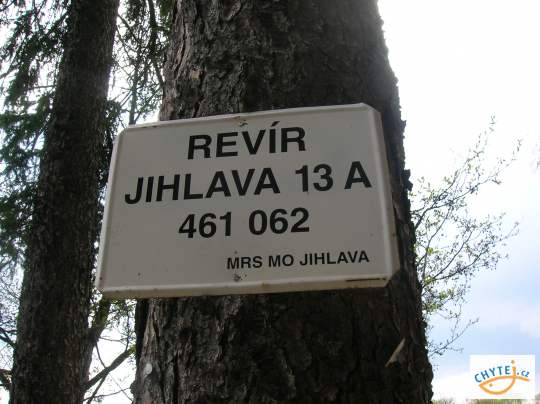 REVÍR
JIHLAVA 13 A
461 062
MRS MO JIHLAVA
CHYTEJ.cz